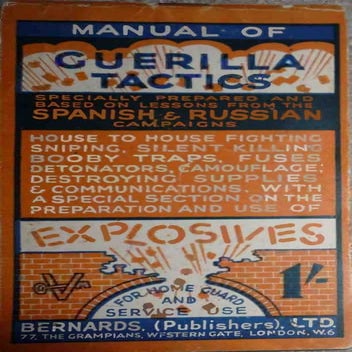 MANUAL OF
GUERILLA
TACTICS
SPECIALLY PREPARED AND
BASED ON LESSONS FROM THE
SPANISH & RUSSIAN
CAMPAIGNS
HOUSE TO HOUSE FIGHTING
SNIPING, SILENT KILLING
BOOBY TRAPS, FUSES
DETONATORS, CAMOUFLAGE:
DESTROYING SUPPLIES
& COMMUNICATIONS. WITH
A SPECIAL SECTION ON THE
PREPARATION AND USE OF
EXPLOSIVES
FOR HOME GUARD
AND
SERVICE USE
1/-
BERNARDS. (Publishers), LTD.
77, THE GRAMPIANS, WESTERN GATE, LONDON. W.6